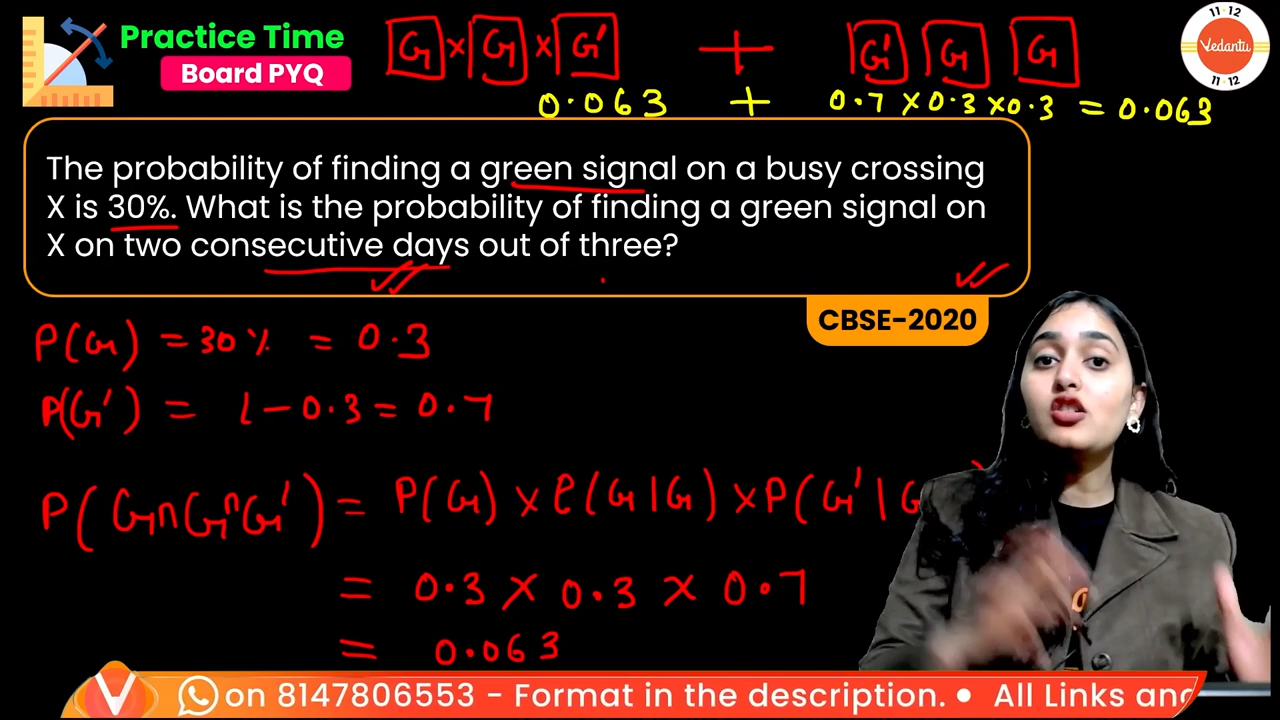 Practice Time
Board PYQ
G × G × G' + G' G G
0.063 + 0.7 × 0.3 × 0.3 = 0.063
11-12
Vedantu
11-12
The probability of finding a green signal on a busy crossing
X is 30%. What is the probability of finding a green signal on
X on two consecutive days out of three?
CBSE-2020
P(G) = 30% = 0.3
P(G') = 1 - 0.3 = 0.7
P(G∩G∩G') = P(G) × P(G|G) × P(G'|G
= 0.3 × 0.3 × 0.7
= 0.063
on 8147806553 - Format in the description. • All Links and